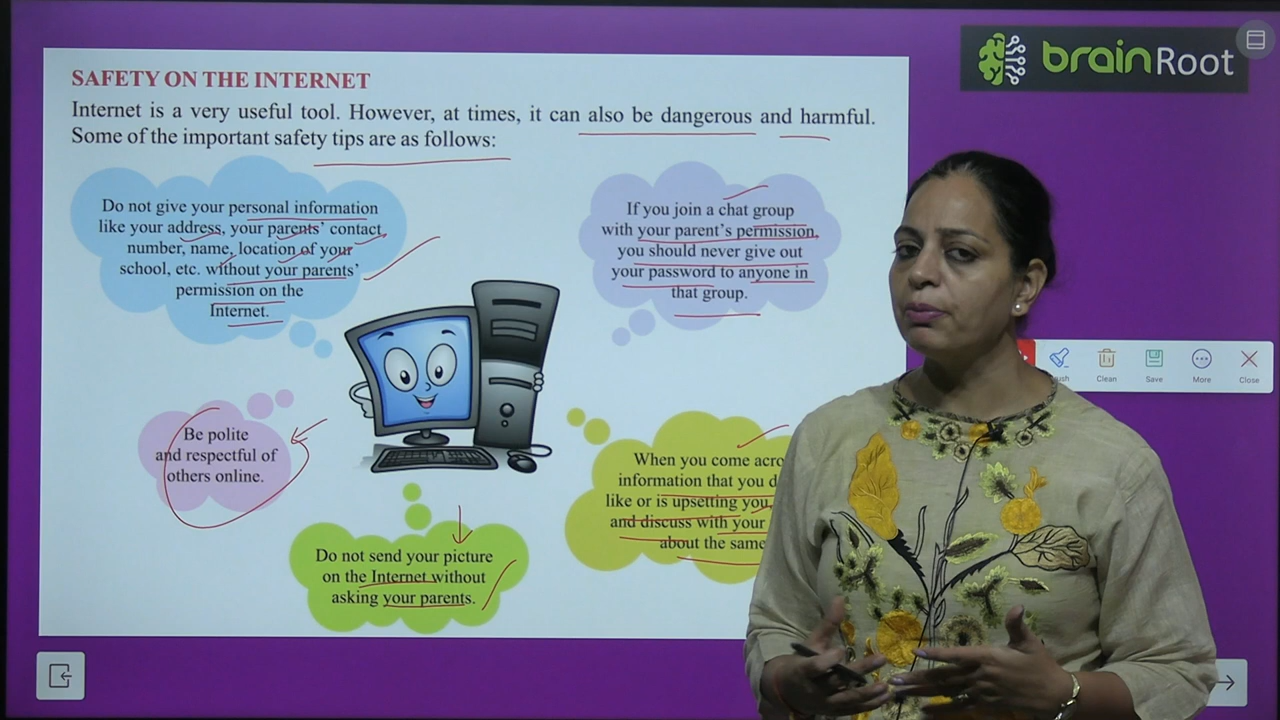 brainRoot
SAFETY ON THE INTERNET
Internet is a very useful tool. However, at times, it can also be dangerous and harmful.
Some of the important safety tips are as follows:
Do not give your personal information
like your address, your parents' contact
number, name, location of your
school, etc. without your parents'
permission on the
Internet.
If you join a chat group
with your parent's permission,
you should never give out
your password to anyone in
that group.
Be polite
and respectful of
others online.
When you come
information that you
like or is upsetting you,
and discuss with your
about the same
Do not send your picture
on the Internet without
asking your parents.
Clean
Save
More
Close